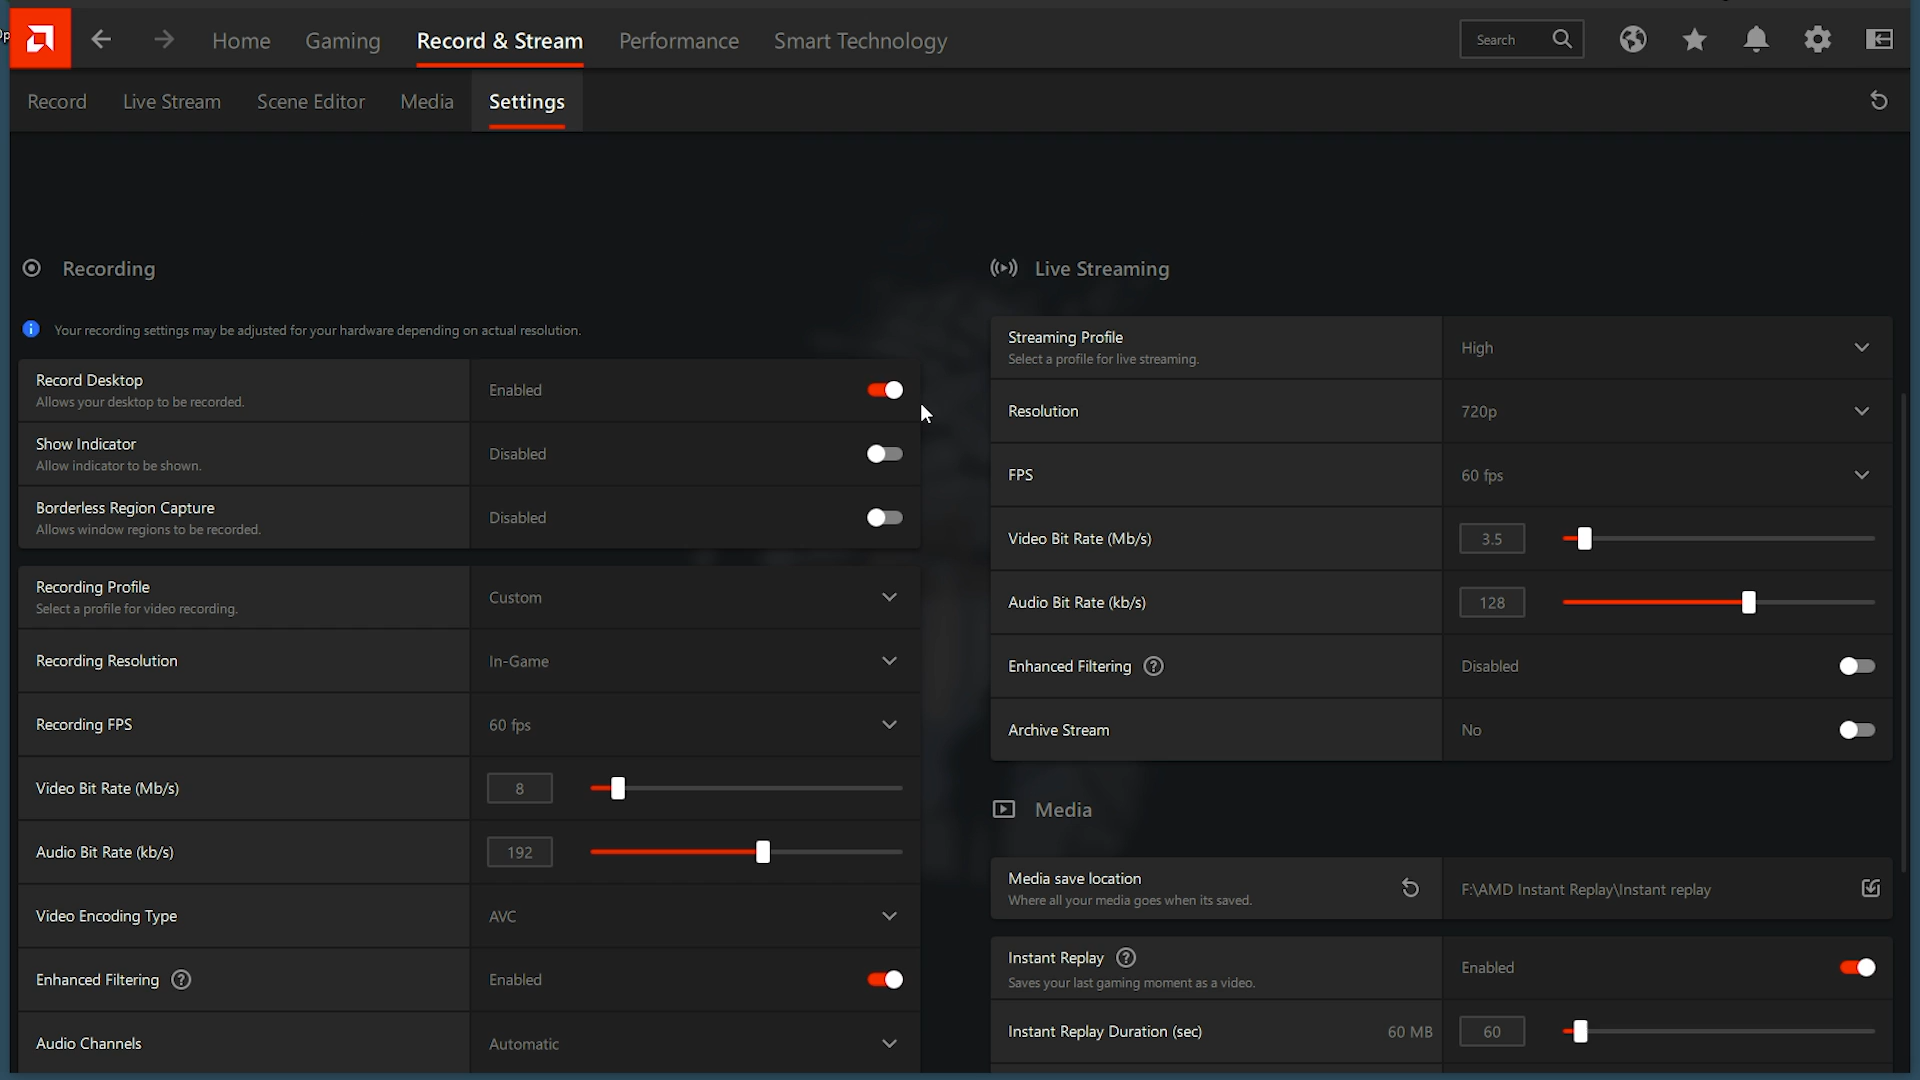 Home
Gaming
Record & Stream
Performance
Smart Technology
Search
Record
Live Stream
Scene Editor
Media
Settings
Recording
Your recording settings may be adjusted for your hardware depending on actual resolution.
Record Desktop
Allows your desktop to be recorded.
Enabled
Show Indicator
Allow indicator to be shown.
Disabled
Borderless Region Capture
Allows window regions to be recorded.
Disabled
Recording Profile
Select a profile for video recording.
Custom
Recording Resolution
In-Game
Recording FPS
60 fps
Video Bit Rate (Mb/s)
8
Audio Bit Rate (kb/s)
192
Video Encoding Type
AVC
Enhanced Filtering
Enabled
Audio Channels
Automatic
Live Streaming
Streaming Profile
Select a profile for live streaming.
High
Resolution
720p
FPS
60 fps
Video Bit Rate (Mb/s)
3.5
Audio Bit Rate (kb/s)
128
Enhanced Filtering
Disabled
Archive Stream
No
Media
Media save location
Where all your media goes when its saved.
F:\AMD Instant Replay\Instant replay
Instant Replay
Saves your last gaming moment as a video.
Enabled
Instant Replay Duration (sec)
60 MB
60